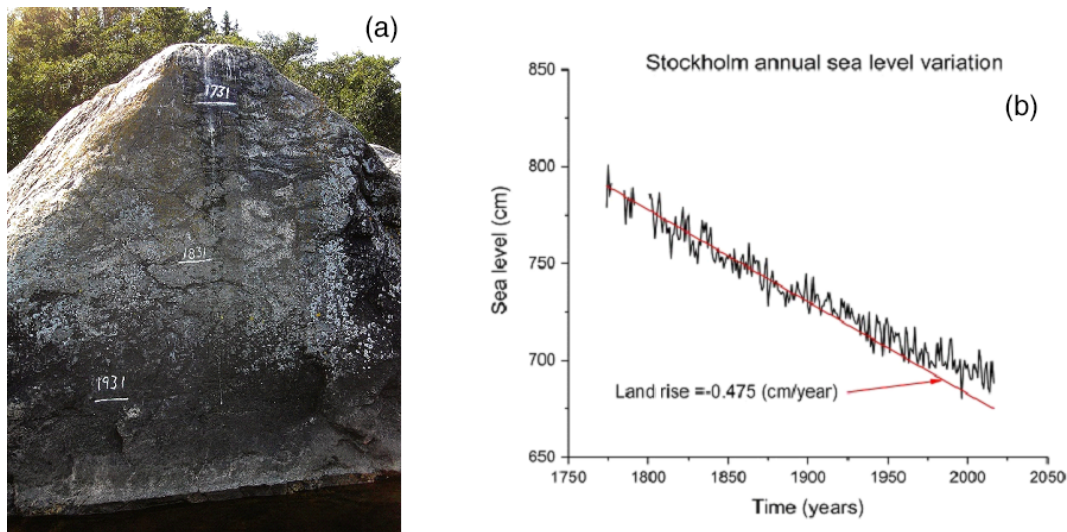 (a)
1731
1831
1931
Stockholm annual sea level variation
(b)
850
800
750
700
650
Sea level (cm)
Land rise =-0.475 (cm/year)
1750 1800 1850 1900 1950 2000 2050
Time (years)